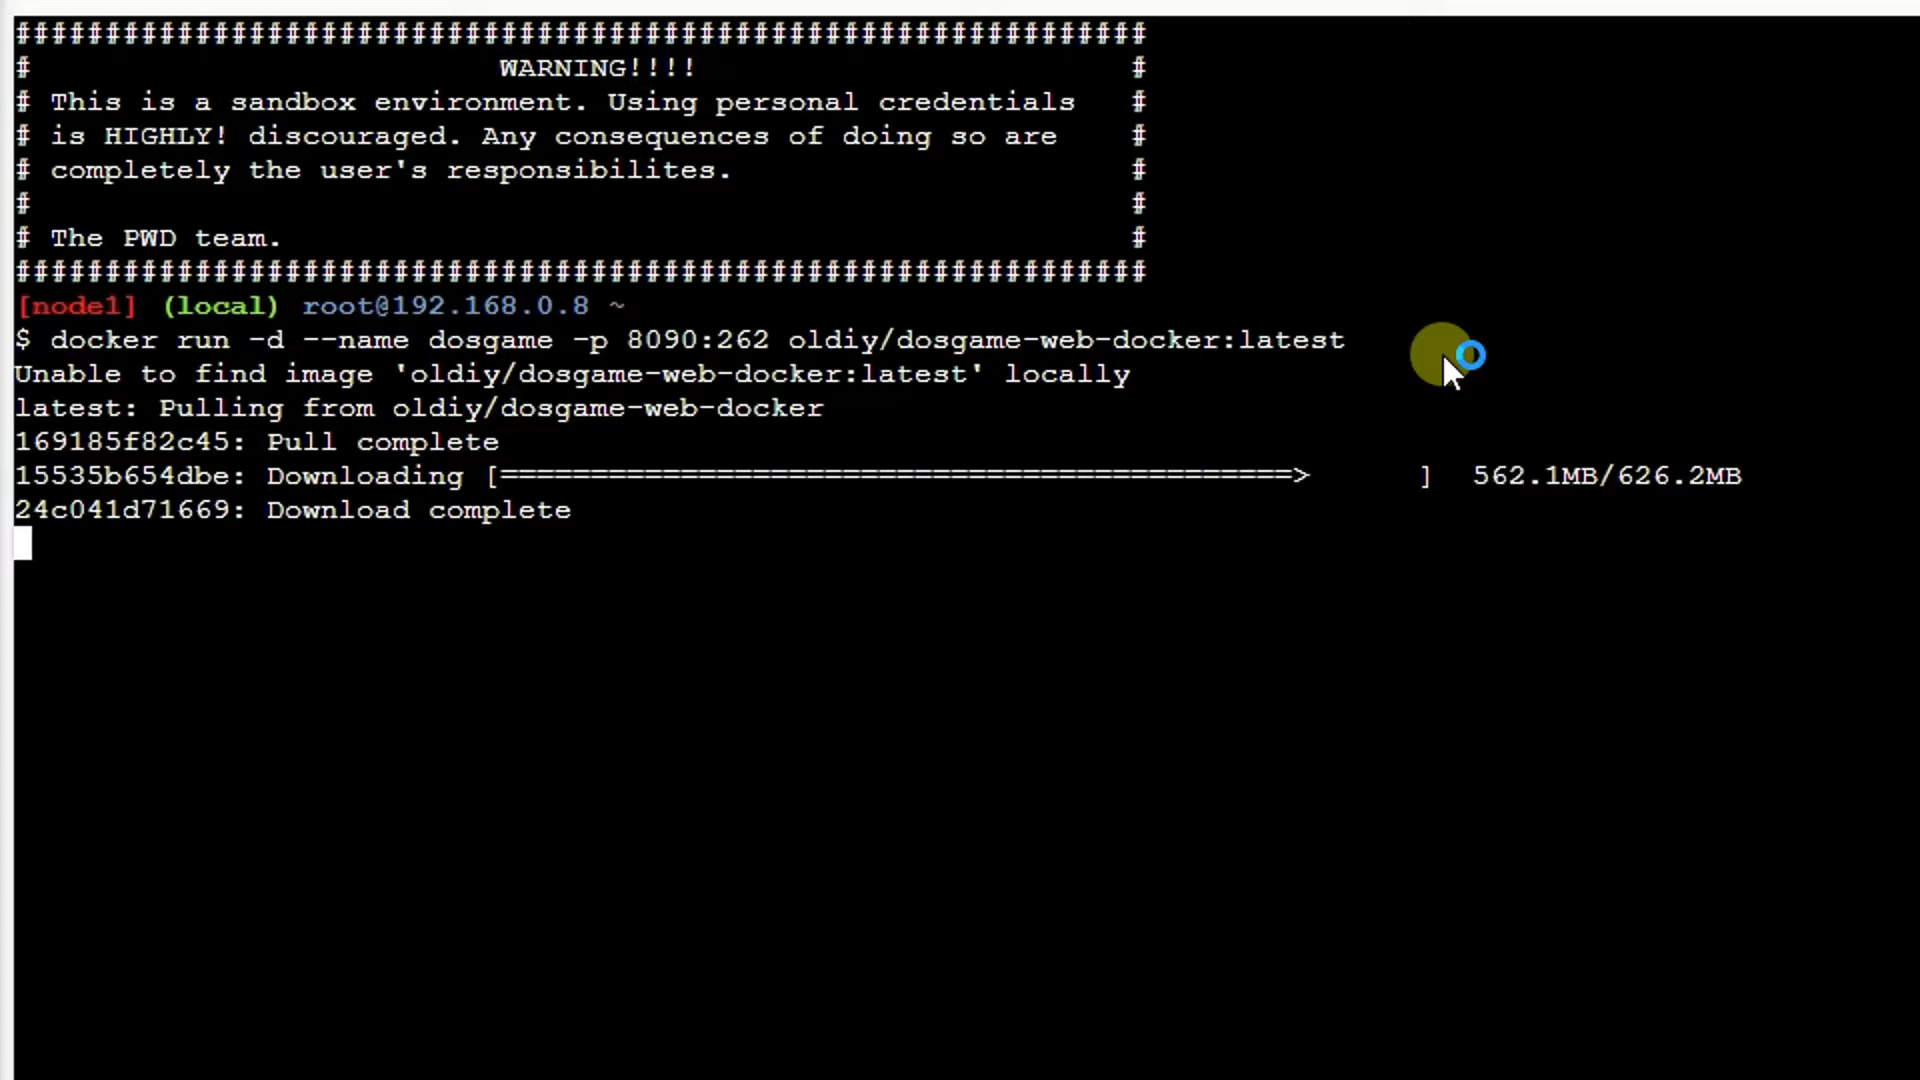 ###############################################################
# WARNING!!!! #
# This is a sandbox environment. Using personal credentials #
# is HIGHLY! discouraged. Any consequences of doing so are #
# completely the user's responsibilites. #
# #
# The PWD team. #
###############################################################
[node1] (local) root@192.168.0.8 ~
$ docker run -d --name dosgame -p 8090:262 oldiy/dosgame-web-docker:latest
Unable to find image 'oldiy/dosgame-web-docker:latest' locally
latest: Pulling from oldiy/dosgame-web-docker
169185f82c45: Pull complete
15535b654dbe: Downloading [============================================> ] 562.1MB/626.2MB
24c041d71669: Download complete